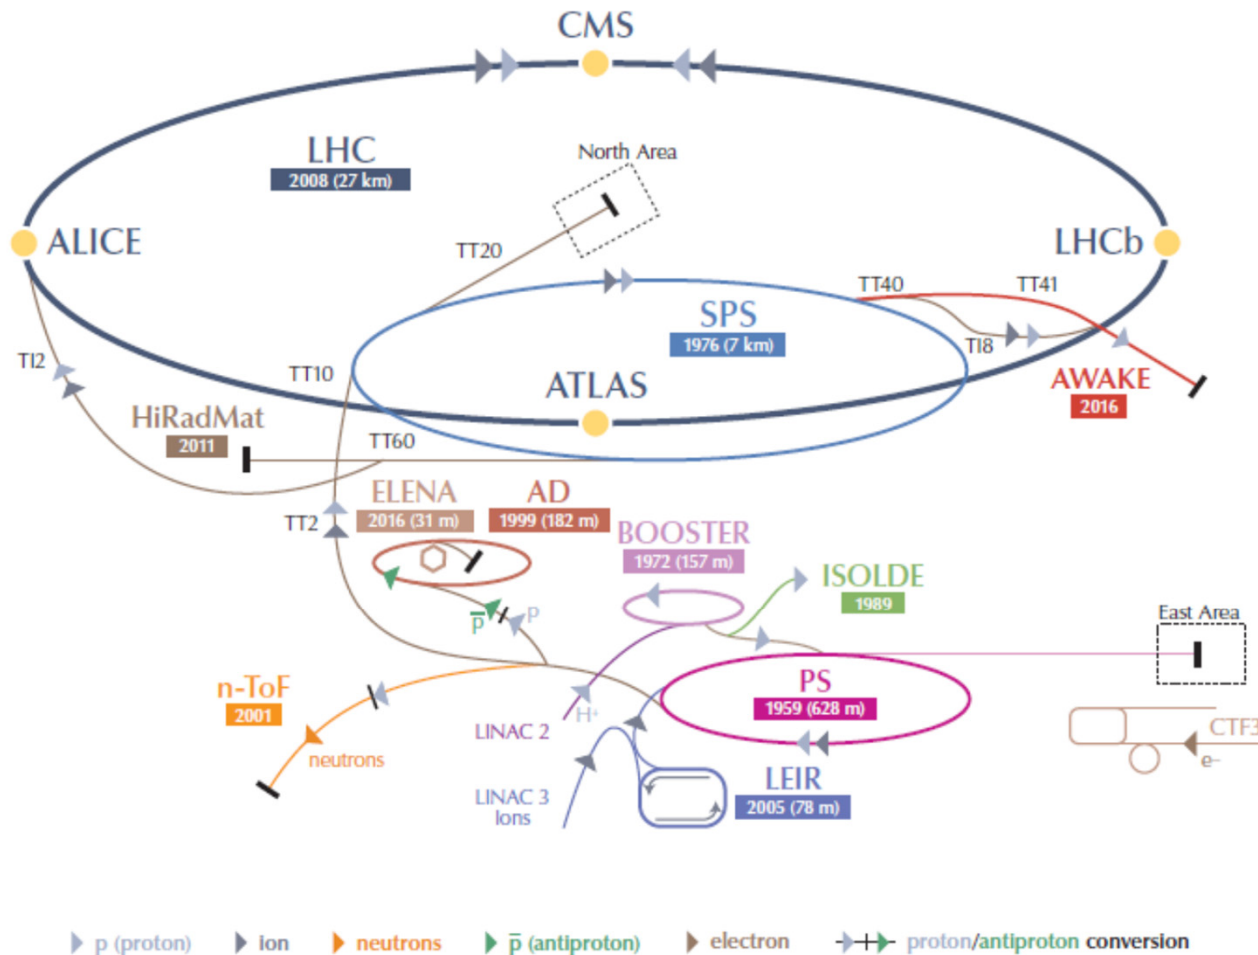 CMS
LHC
2008 (27 km)
North Area
ALICE
LHCb
TT20
TT40
TT41
SPS
1976 (7 km)
TI8
TI2
TT10
ATLAS
AWAKE
2016
HiRadMat
2011
TT60
ELENA
2016 (31 m)
AD
1999 (182 m)
TT2
BOOSTER
1972 (157 m)
ISOLDE
1989
p̅
p
East Area
n-ToF
2001
PS
1959 (628 m)
H+
LINAC 2
neutrons
CTF3
e–
LEIR
2005 (78 m)
LINAC 3
Ions
p (proton)
ion
neutrons
p̅ (antiproton)
electron
proton/antiproton conversion